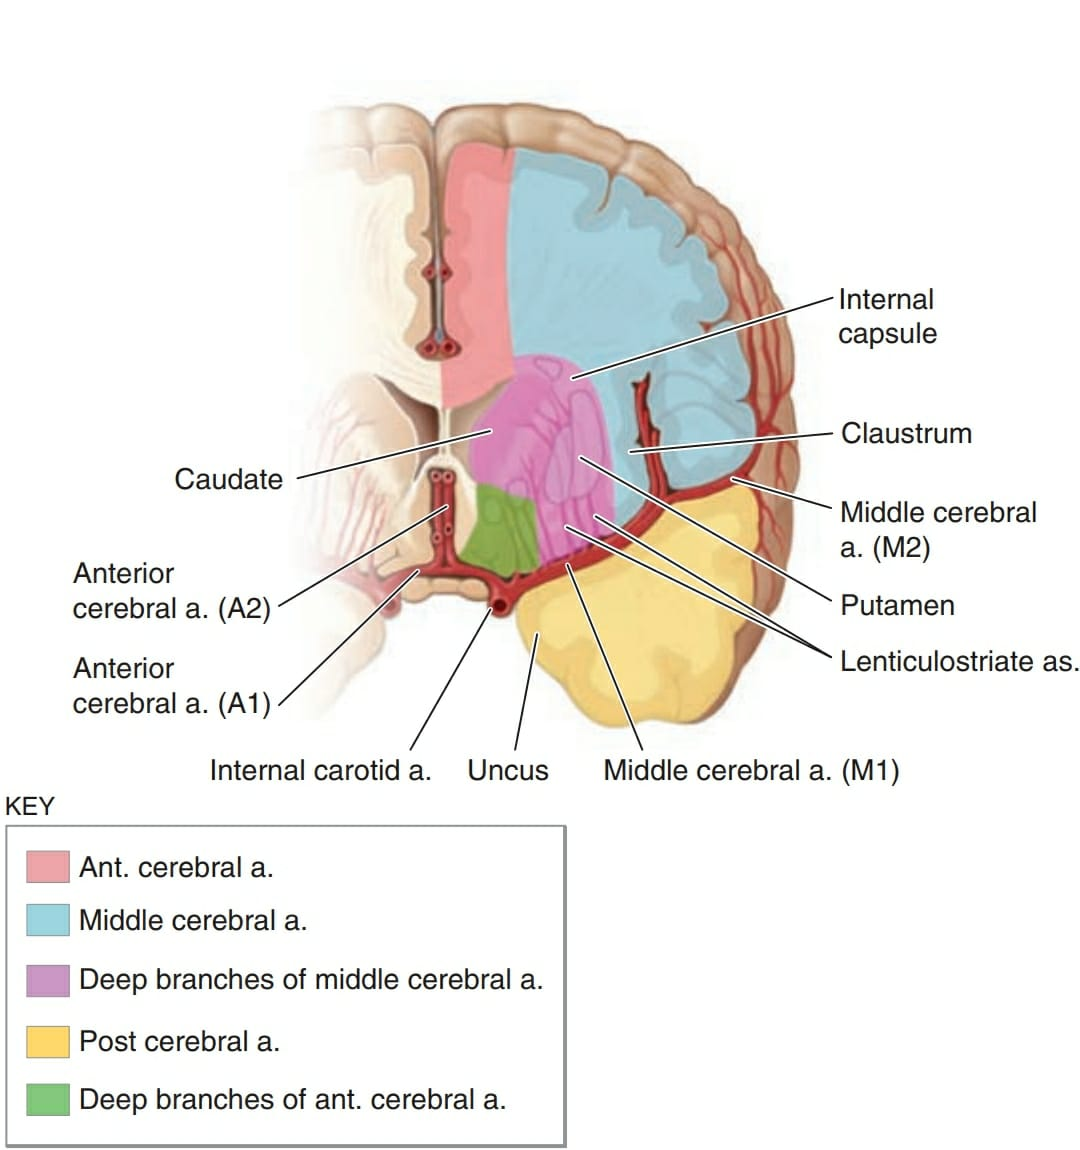 Internal
capsule
Claustrum
Caudate
Middle cerebral
a. (M2)
Anterior
cerebral a. (A2)
Putamen
Lenticulostriate as.
Anterior
cerebral a. (A1)
Internal carotid a.
Uncus
Middle cerebral a. (M1)
KEY
Ant. cerebral a.
Middle cerebral a.
Deep branches of middle cerebral a.
Post cerebral a.
Deep branches of ant. cerebral a.